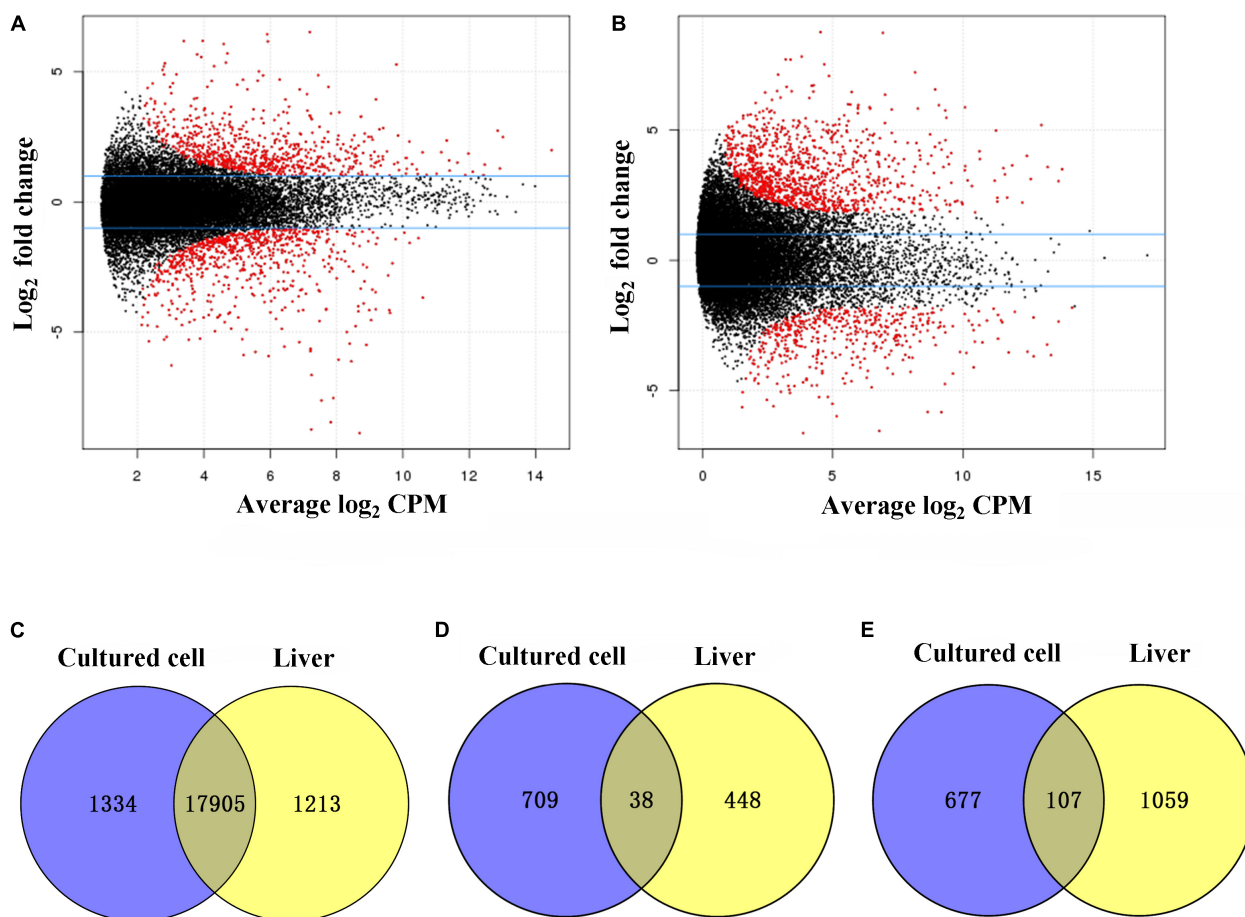 A
B
5
0
-5
Log2 fold change
2 4 6 8 10 12 14
Average log2 CPM
5
0
-5
Log2 fold change
0 5 10 15
Average log2 CPM
C
D
E
Cultured cell Liver
Cultured cell Liver
Cultured cell Liver
1334 17905 1213
709 38 448
677 107 1059